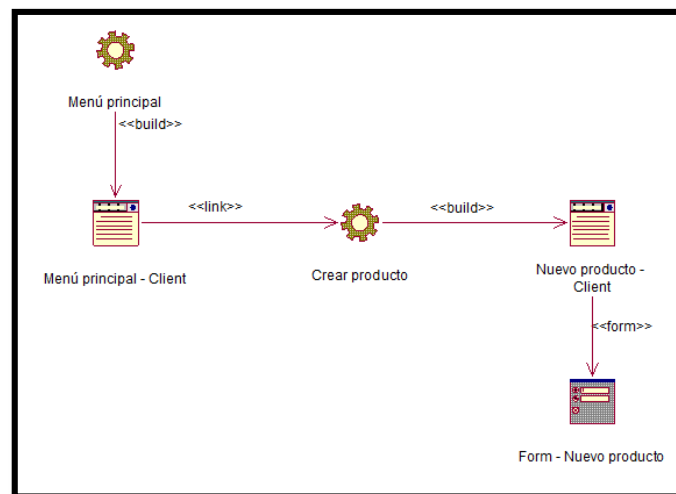 Menú principal
<<build>>
<<link>>
<<build>>
Menú principal - Client
Crear producto
Nuevo producto -
Client
<<form>>
Form - Nuevo producto